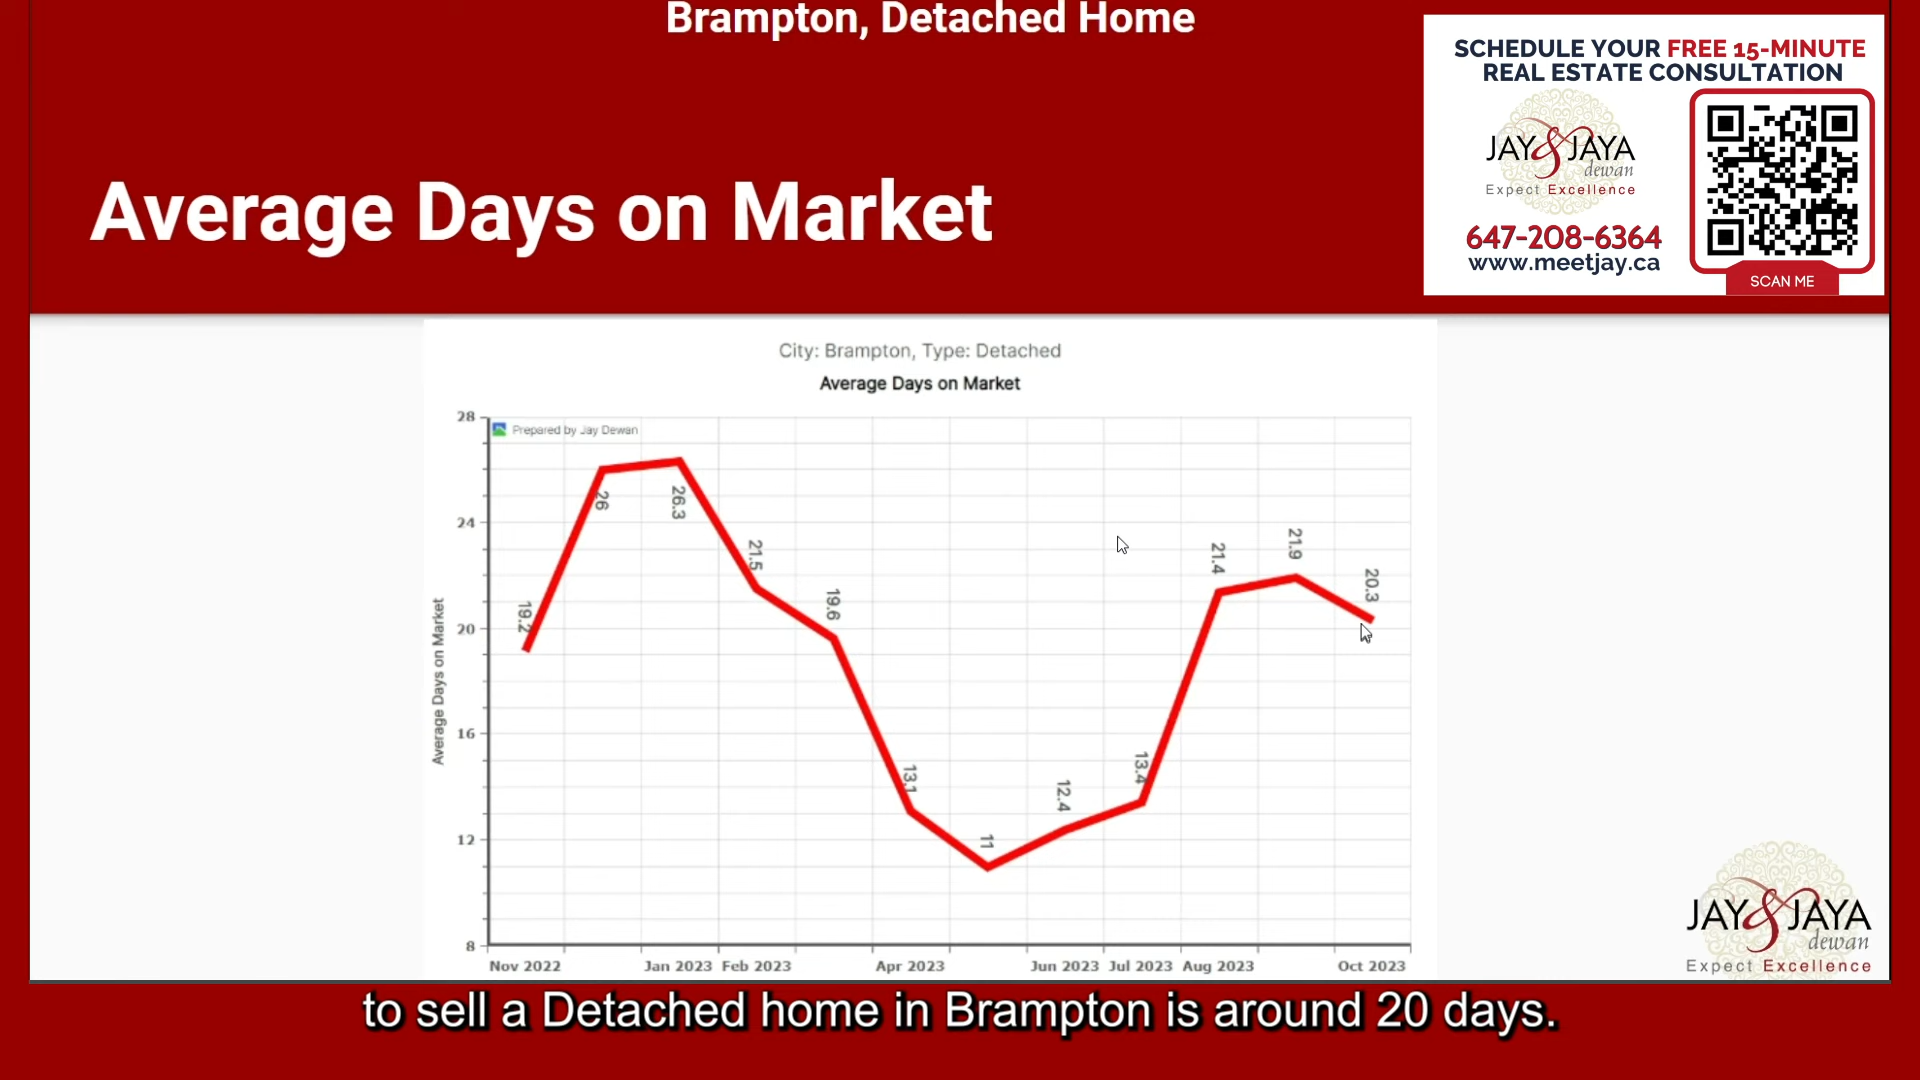 Brampton, Detached Home
SCHEDULE YOUR FREE 15-MINUTE
REAL ESTATE CONSULTATION
JAY & JAYA
dewan
Expect Excellence
647-208-6364
www.meetjay.ca
SCAN ME
Average Days on Market
City: Brampton, Type: Detached
Average Days on Market
Prepared by Jay Dewan
Average Days on Market
28
24
20
16
12
8
19.2
26
26.3
21.5
19.6
13.1
11
12.4
13.4
21.4
21.9
20.3
Nov 2022 Jan 2023 Feb 2023 Apr 2023 Jun 2023 Jul 2023 Aug 2023 Oct 2023
JAY & JAYA
dewan
Expect Excellence
to sell a Detached home in Brampton is around 20 days.